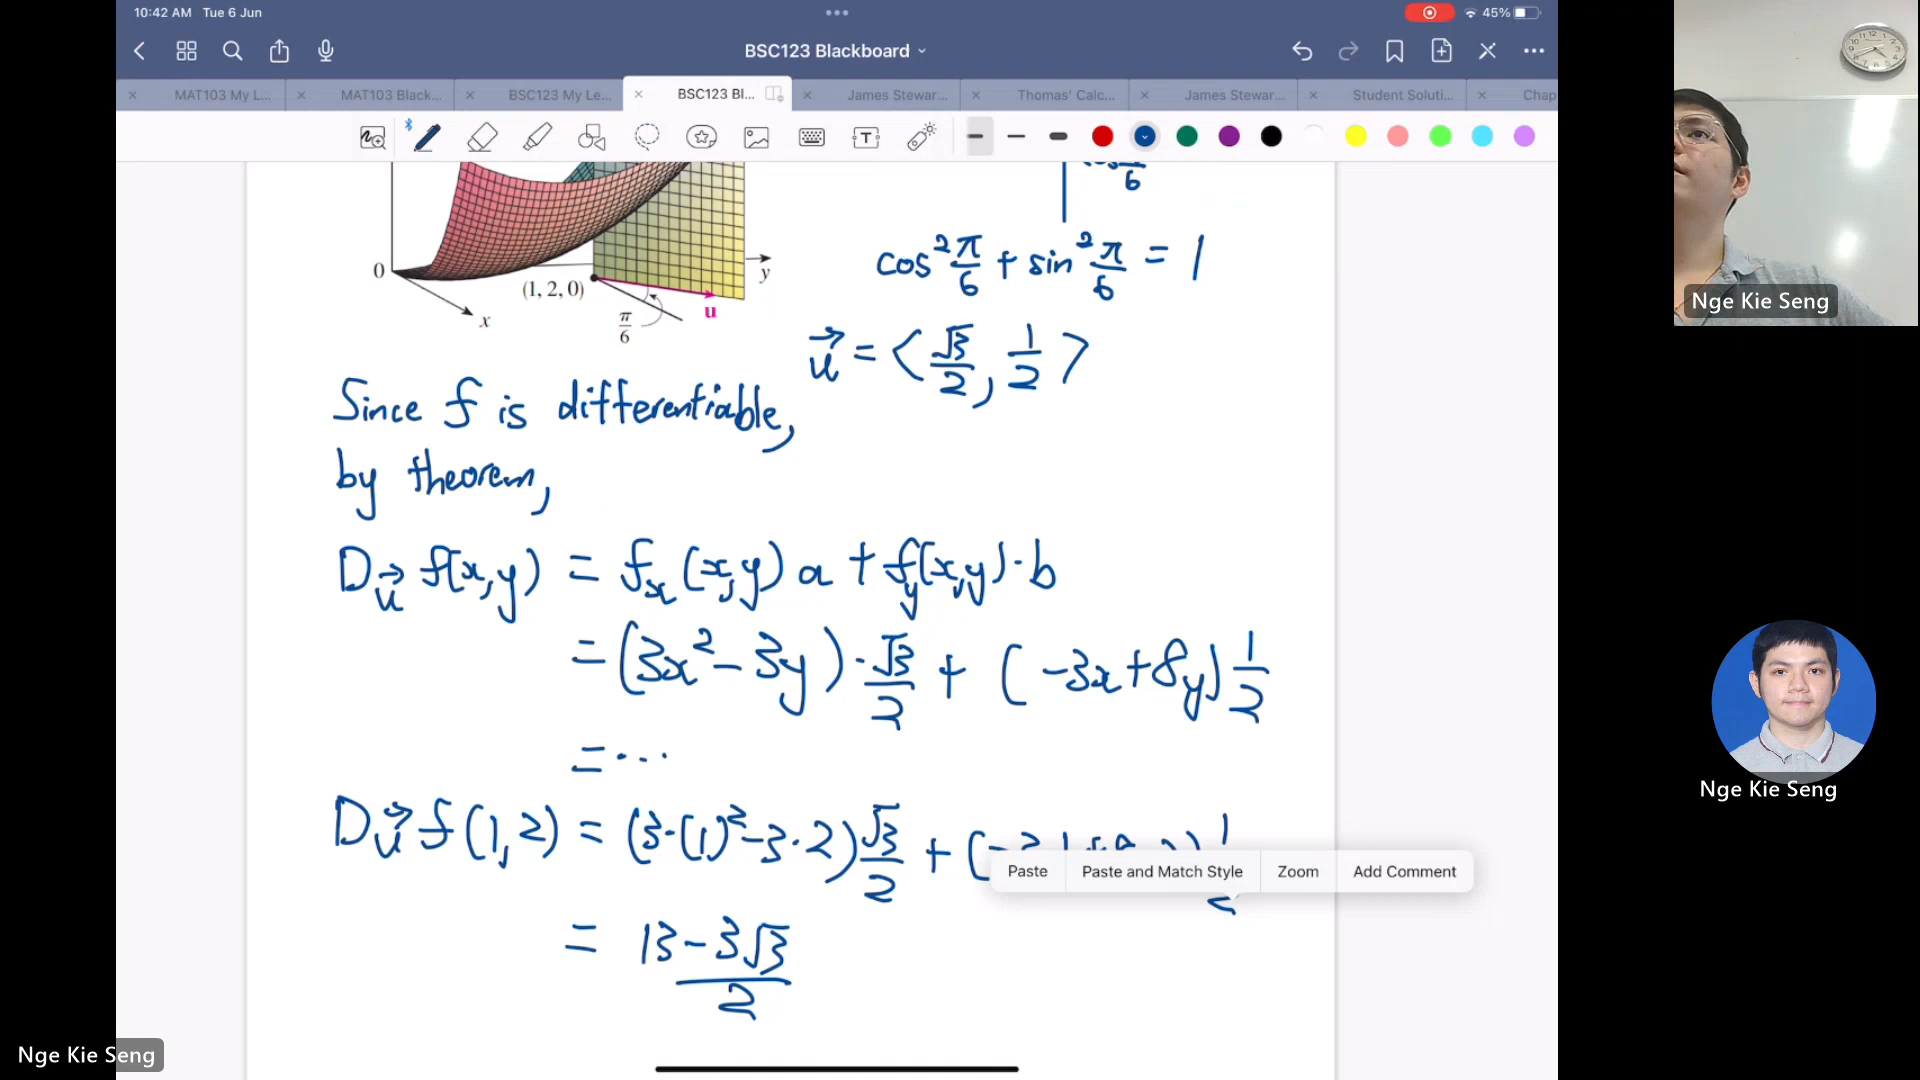 10:42 AM Tue 6 Jun
45%
BSC123 Blackboard
MAT103 My L...
MAT103 Black...
BSC123 My Le...
BSC123 Bl...
James Stewar...
Thomas' Calc...
James Stewar...
Student Soluti...
Chap
T
6
0
(1, 2, 0)
y
x
π/6
u
cos² π/6 + sin² π/6 = 1
u⃗ = ⟨√3/2, 1/2⟩
Since f is differentiable,
by theorem,
D_u⃗ f(x,y) = f_x (x,y) a + f_y(x,y)·b
= (3x² - 3y)·√3/2 + (-3x+8y) 1/2
= ...
D_u⃗ f(1,2) = (3·(1)²-3·2) √3/2 + (
Paste
Paste and Match Style
Zoom
Add Comment
= 13-3√3/2
Nge Kie Seng
Nge Kie Seng
Nge Kie Seng